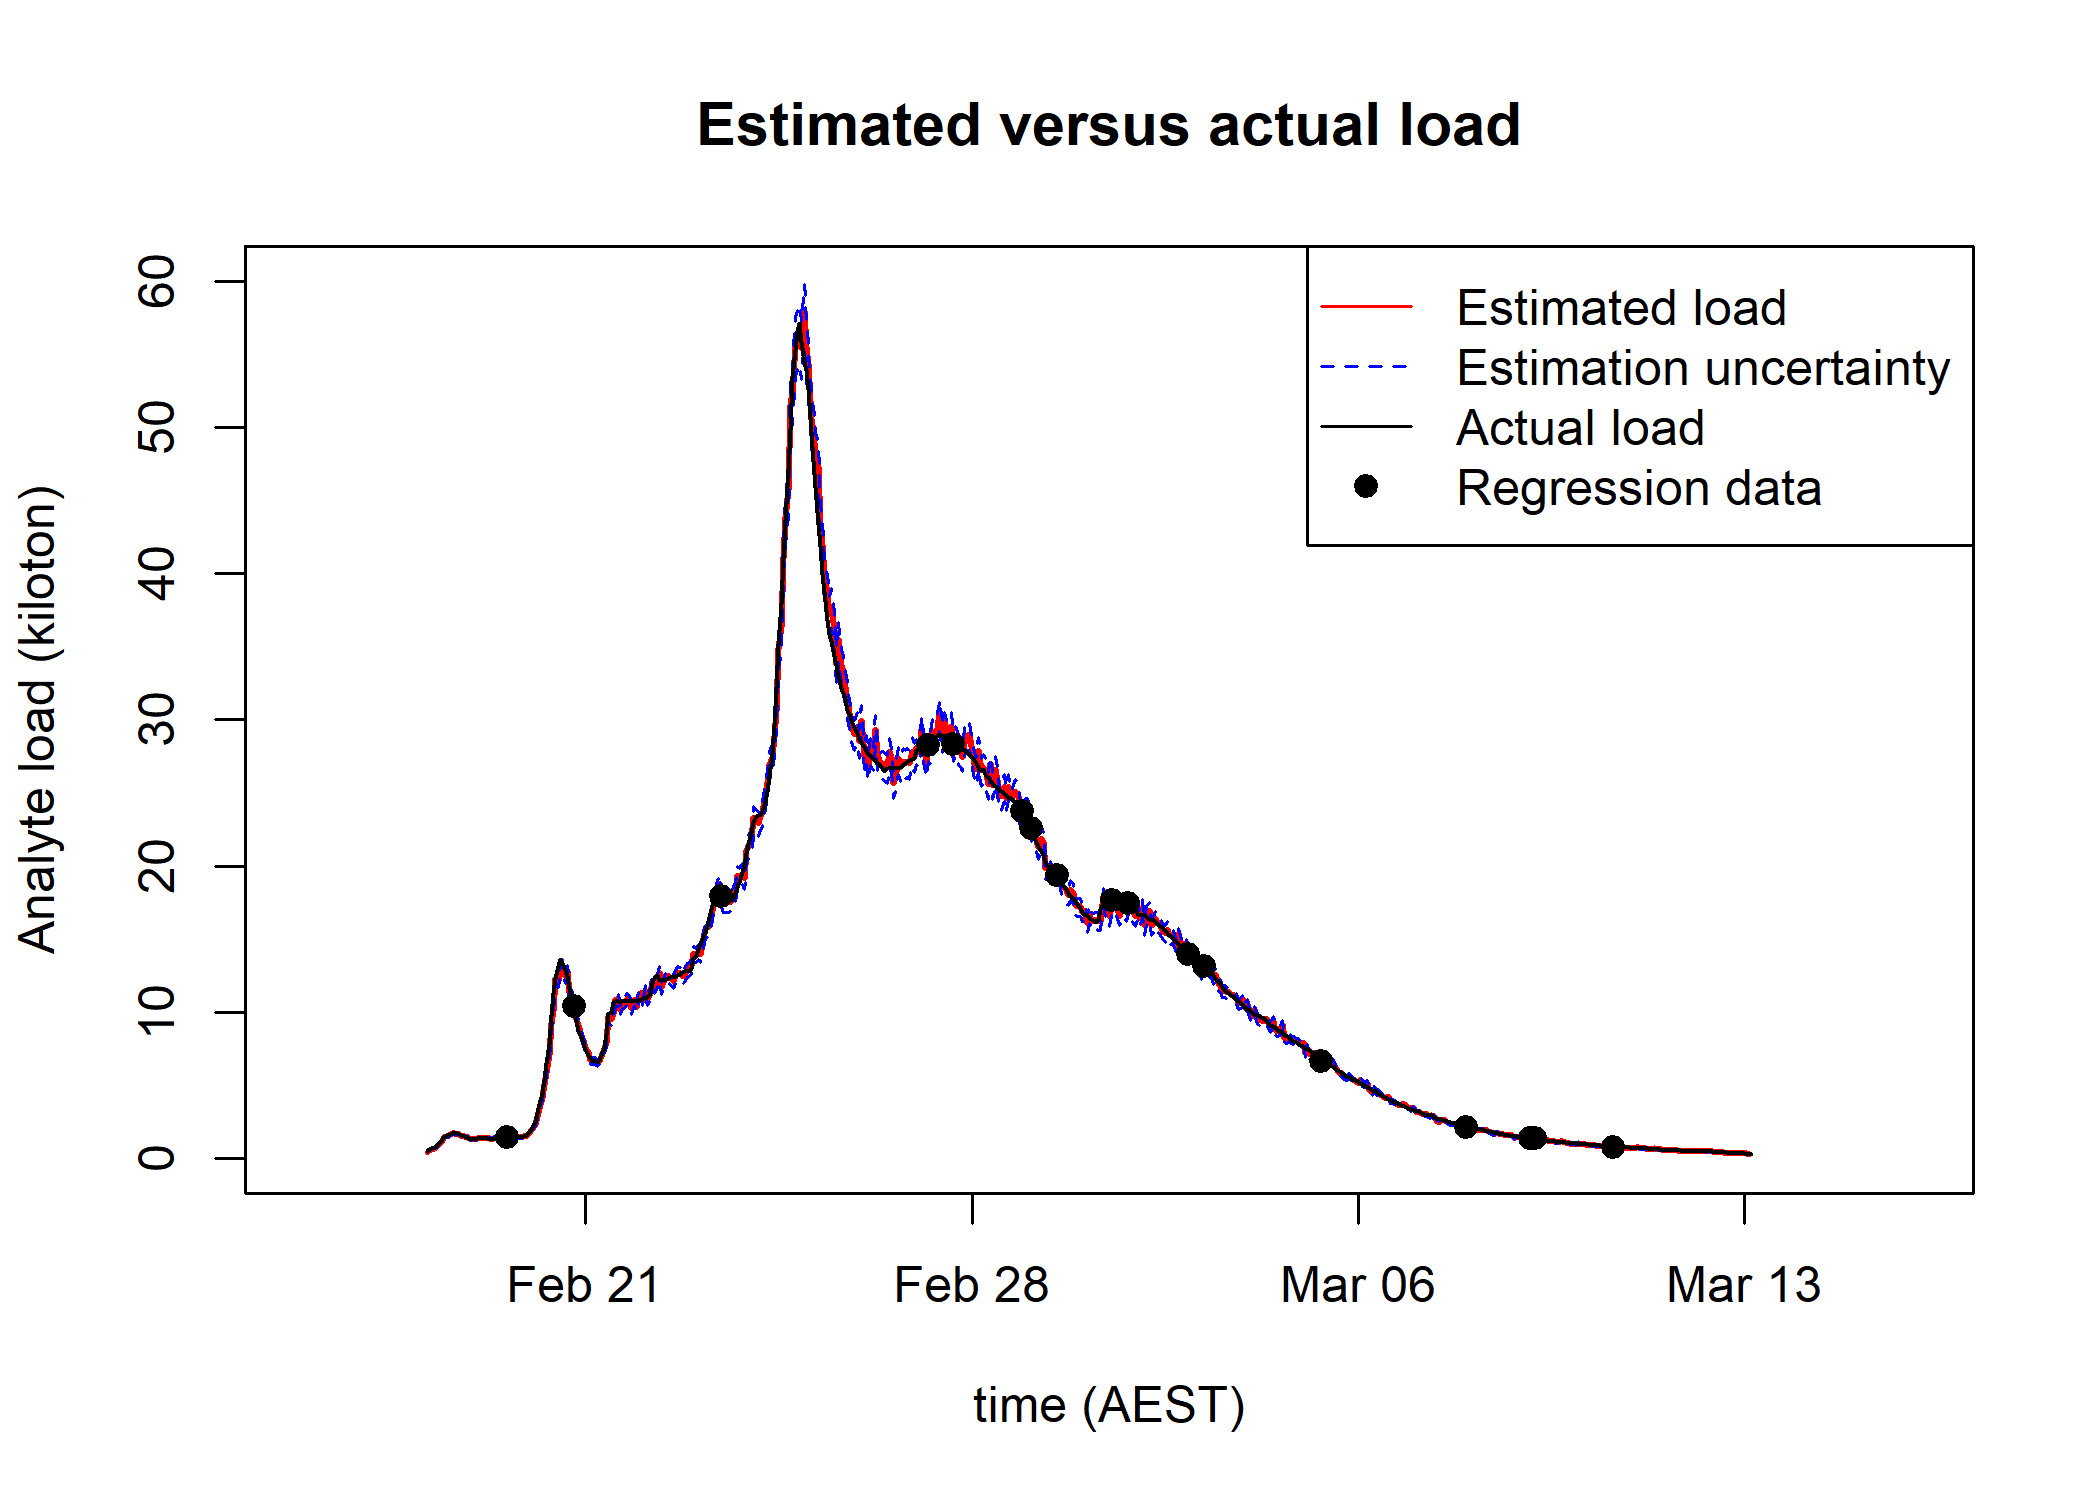 Estimated versus actual load
Estimated load
Estimation uncertainty
Actual load
Regression data
Analyte load (kiloton)
60
50
40
30
20
10
0
Feb 21
Feb 28
Mar 06
Mar 13
time (AEST)